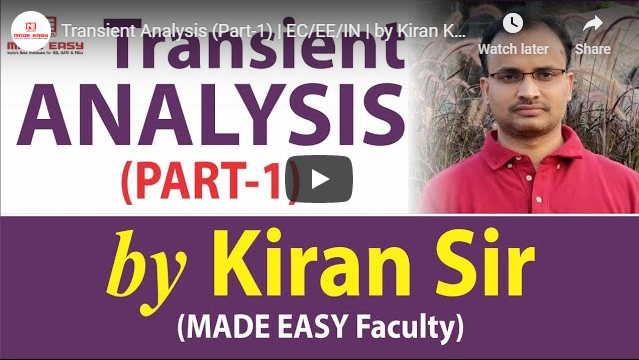 Transient Analysis (Part-1) | EC/EE/IN | by Kiran K...
Watch later
Share
MADE EASY
Transient
ANALYSIS
(PART-1)
by Kiran Sir
(MADE EASY Faculty)